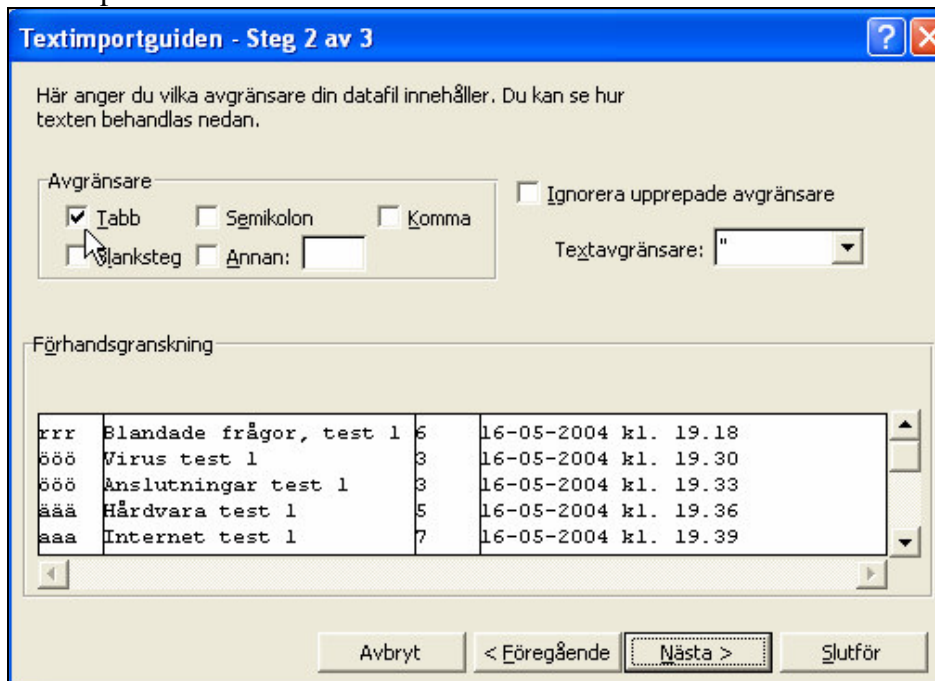 Textimportguiden - Steg 2 av 3
Här anger du vilka avgränsare din datafil innehåller. Du kan se hur
texten behandlas nedan.
Avgränsare
Tabb Semikolon Komma
Blanksteg Annan:
Ignorera upprepade avgränsare
Textavgränsare: "
Förhandsgranskning
rrr Blandade frågor, test 1 6 16-05-2004 kl. 19.18
ööö Virus test 1 3 16-05-2004 kl. 19.30
ööö Anslutningar test 1 3 16-05-2004 kl. 19.33
äää Hårdvara test 1 5 16-05-2004 kl. 19.36
aaa Internet test 1 7 16-05-2004 kl. 19.39
Avbryt < Föregående Nästa > Slutför